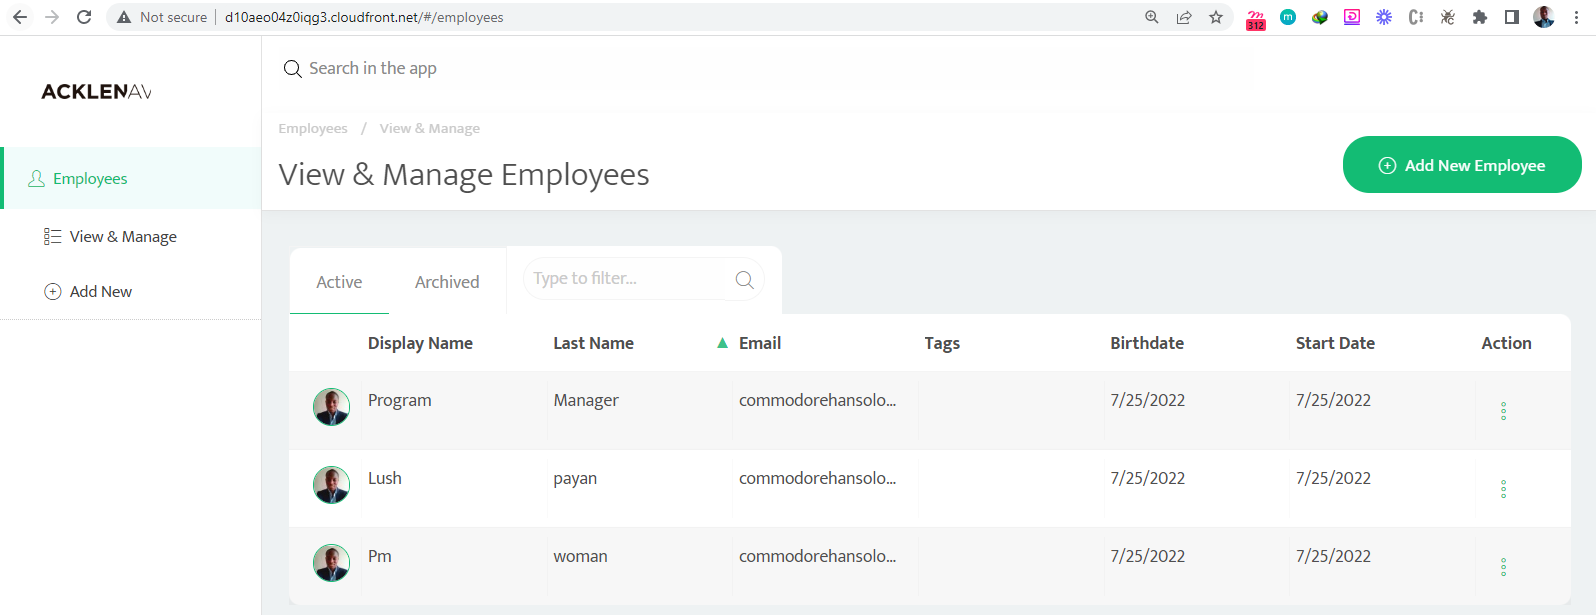 Not secure | d10aeo04z0iqg3.cloudfront.net/#/employees
312
m
ACKLENAV
Search in the app
Employees / View & Manage
View & Manage Employees
Add New Employee
Employees
View & Manage
Add New
Active Archived Type to filter...
Display Name Last Name Email Tags Birthdate Start Date Action
Program Manager commodorehansolo... 7/25/2022 7/25/2022
Lush payan commodorehansolo... 7/25/2022 7/25/2022
Pm woman commodorehansolo... 7/25/2022 7/25/2022